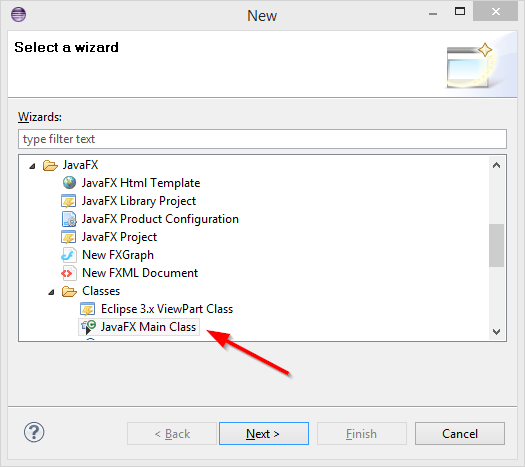 New
Select a wizard
Wizards:
type filter text
JavaFX
JavaFX Html Template
JavaFX Library Project
JavaFX Product Configuration
JavaFX Project
New FXGraph
New FXML Document
Classes
Eclipse 3.x ViewPart Class
JavaFX Main Class
< Back Next > Finish Cancel